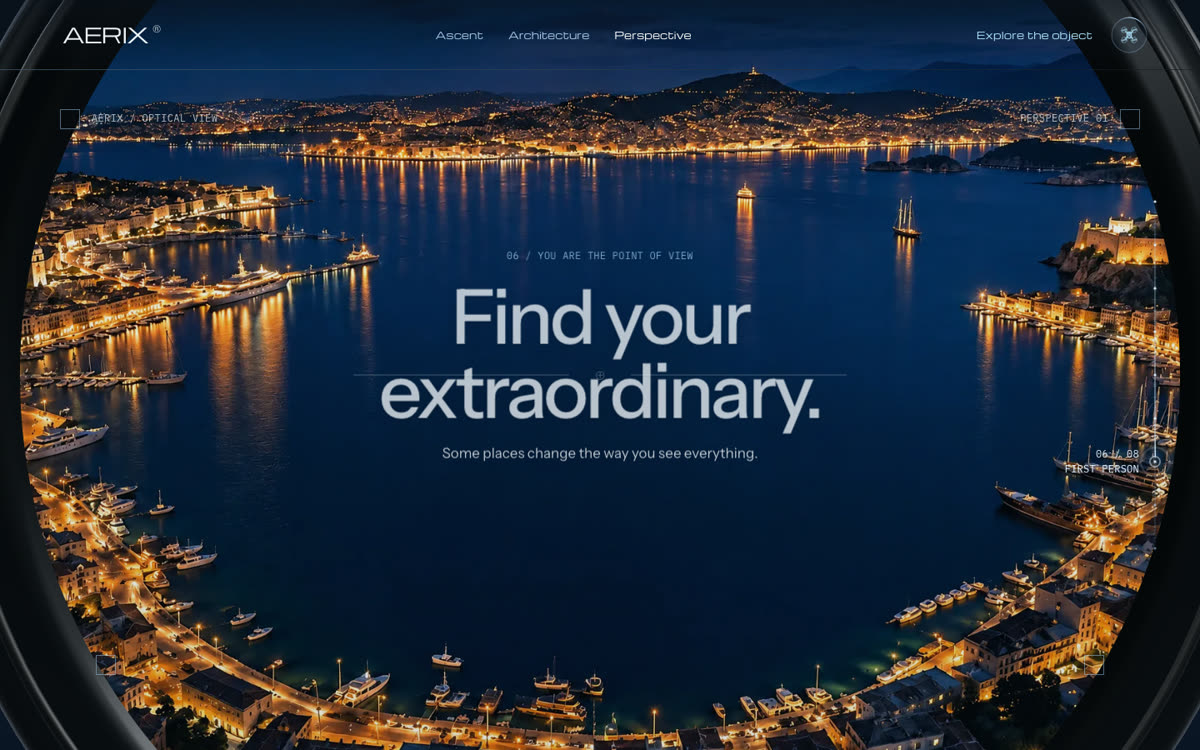 AERIX ®
Ascent
Architecture
Perspective
Explore the object
AERIX / OPTICAL VIEW
PERSPECTIVE 01
06 / YOU ARE THE POINT OF VIEW
Find your
extraordinary.
Some places change the way you see everything.
06 / 08
FIRST PERSON